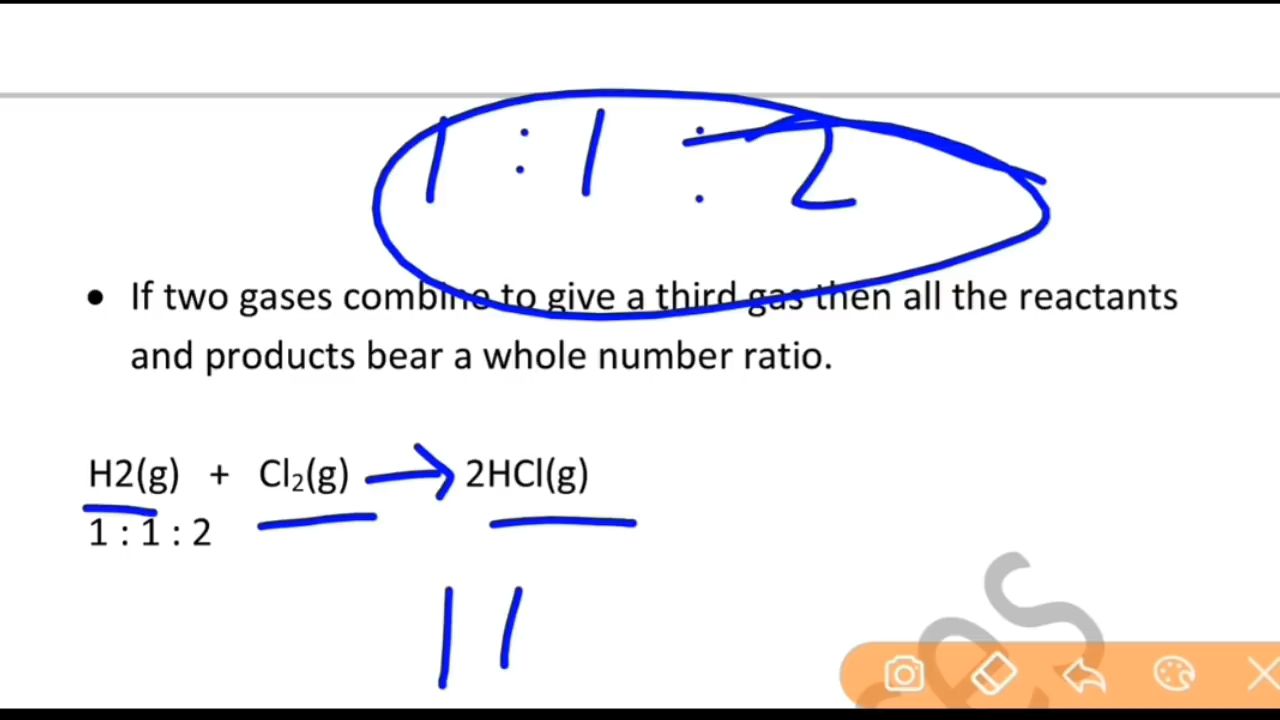 1 : 1 : 2
• If two gases combine to give a third gas then all the reactants
and products bear a whole number ratio.
H2(g) + Cl₂(g) → 2HCl(g)
1 : 1 : 2
| |